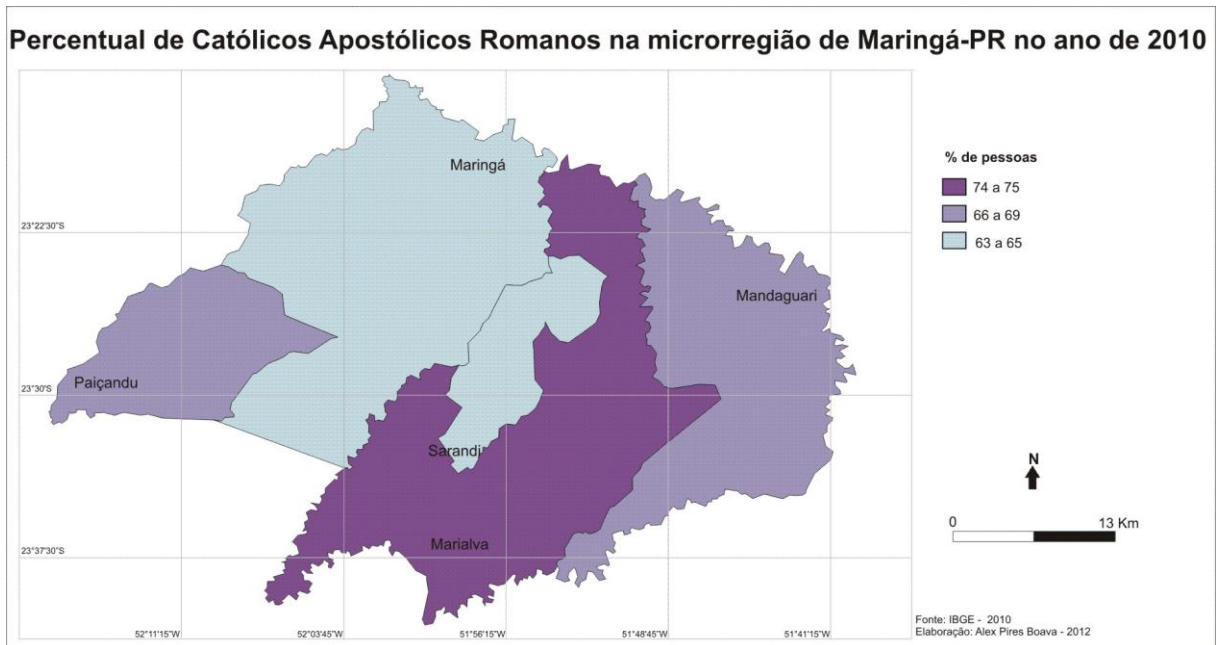 Percentual de Católicos Apostólicos Romanos na microrregião de Maringá-PR no ano de 2010
Maringá
% de pessoas
74 a 75
66 a 69
63 a 65
23°22'30"S
Mandaguari
Paiçandu
23°30'S
Sarandi
N
0 13 Km
Marialva
23°37'30"S
52°11'15"W 52°03'45"W 51°56'15"W 51°48'45"W 51°41'15"W
Fonte: IBGE - 2010
Elaboração: Alex Pires Boava - 2012